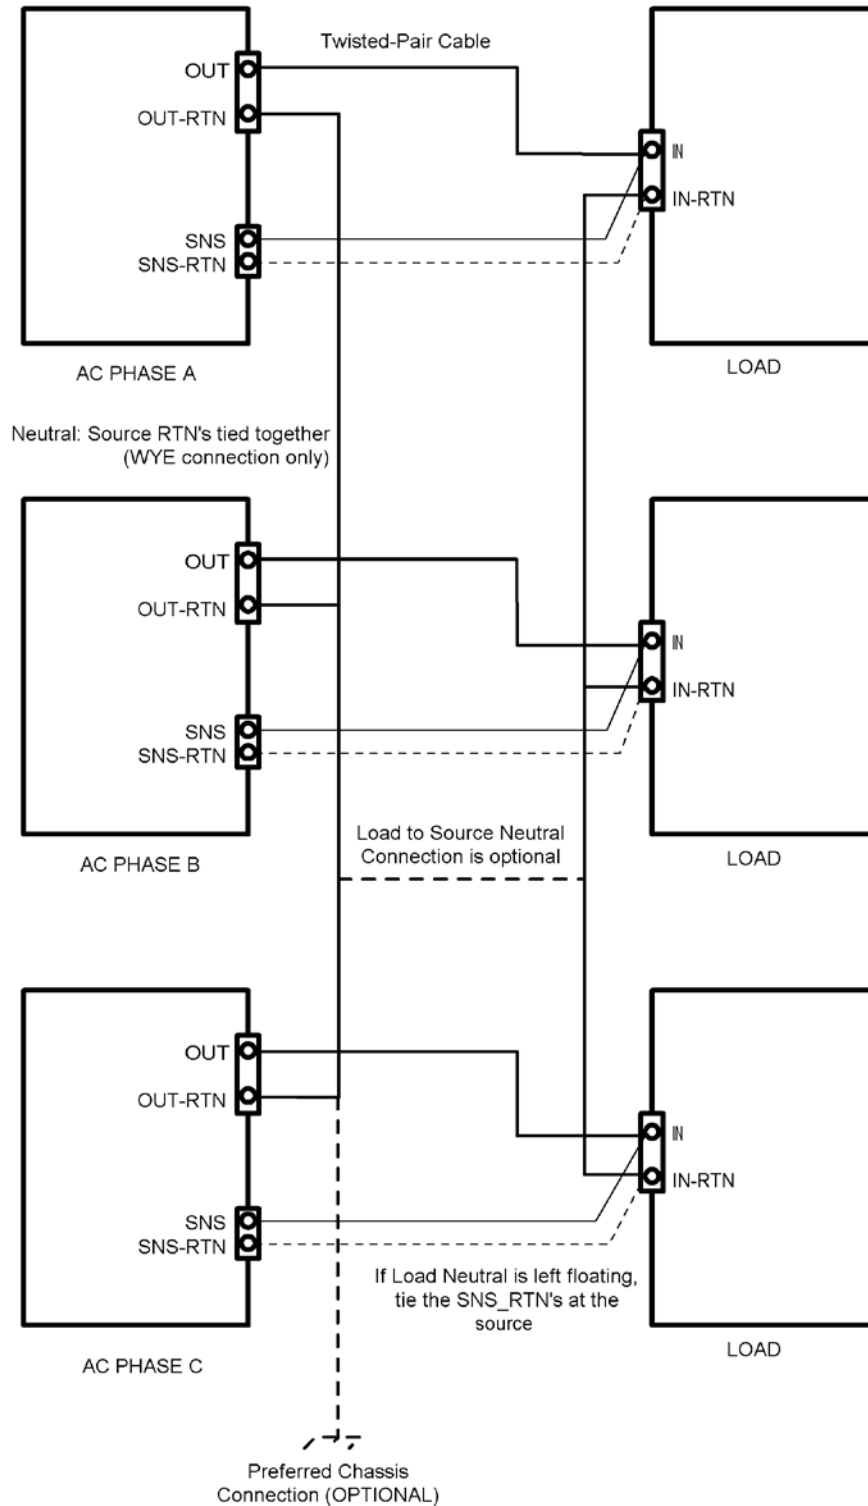 Twisted-Pair Cable
OUT
OUT-RTN
IN
IN-RTN
SNS
SNS-RTN
AC PHASE A
LOAD
Neutral: Source RTN's tied together
(WYE connection only)
OUT
OUT-RTN
IN
IN-RTN
SNS
SNS-RTN
Load to Source Neutral
Connection is optional
AC PHASE B
LOAD
OUT
OUT-RTN
IN
IN-RTN
SNS
SNS-RTN
If Load Neutral is left floating,
tie the SNS_RTN's at the
source
AC PHASE C
LOAD
Preferred Chassis
Connection (OPTIONAL)